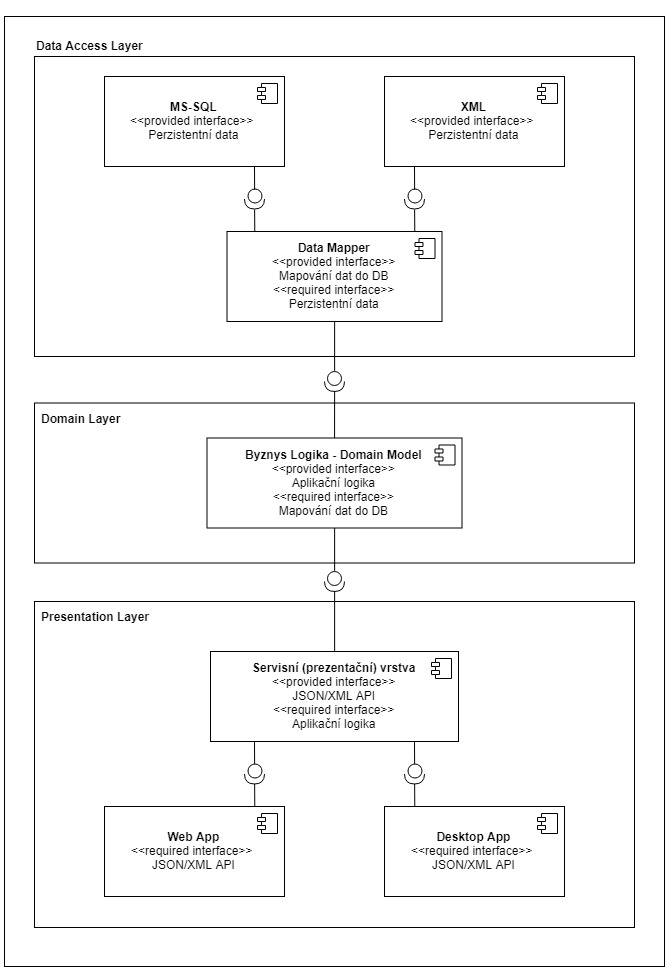 Data Access Layer
MS-SQL
<<provided interface>>
Perzistentní data
XML
<<provided interface>>
Perzistentní data
Data Mapper
<<provided interface>>
Mapování dat do DB
<<required interface>>
Perzistentní data
Domain Layer
Byznys Logika - Domain Model
<<provided interface>>
Aplikační logika
<<required interface>>
Mapování dat do DB
Presentation Layer
Servisní (prezentační) vrstva
<<provided interface>>
JSON/XML API
<<required interface>>
Aplikační logika
Web App
<<required interface>>
JSON/XML API
Desktop App
<<required interface>>
JSON/XML API